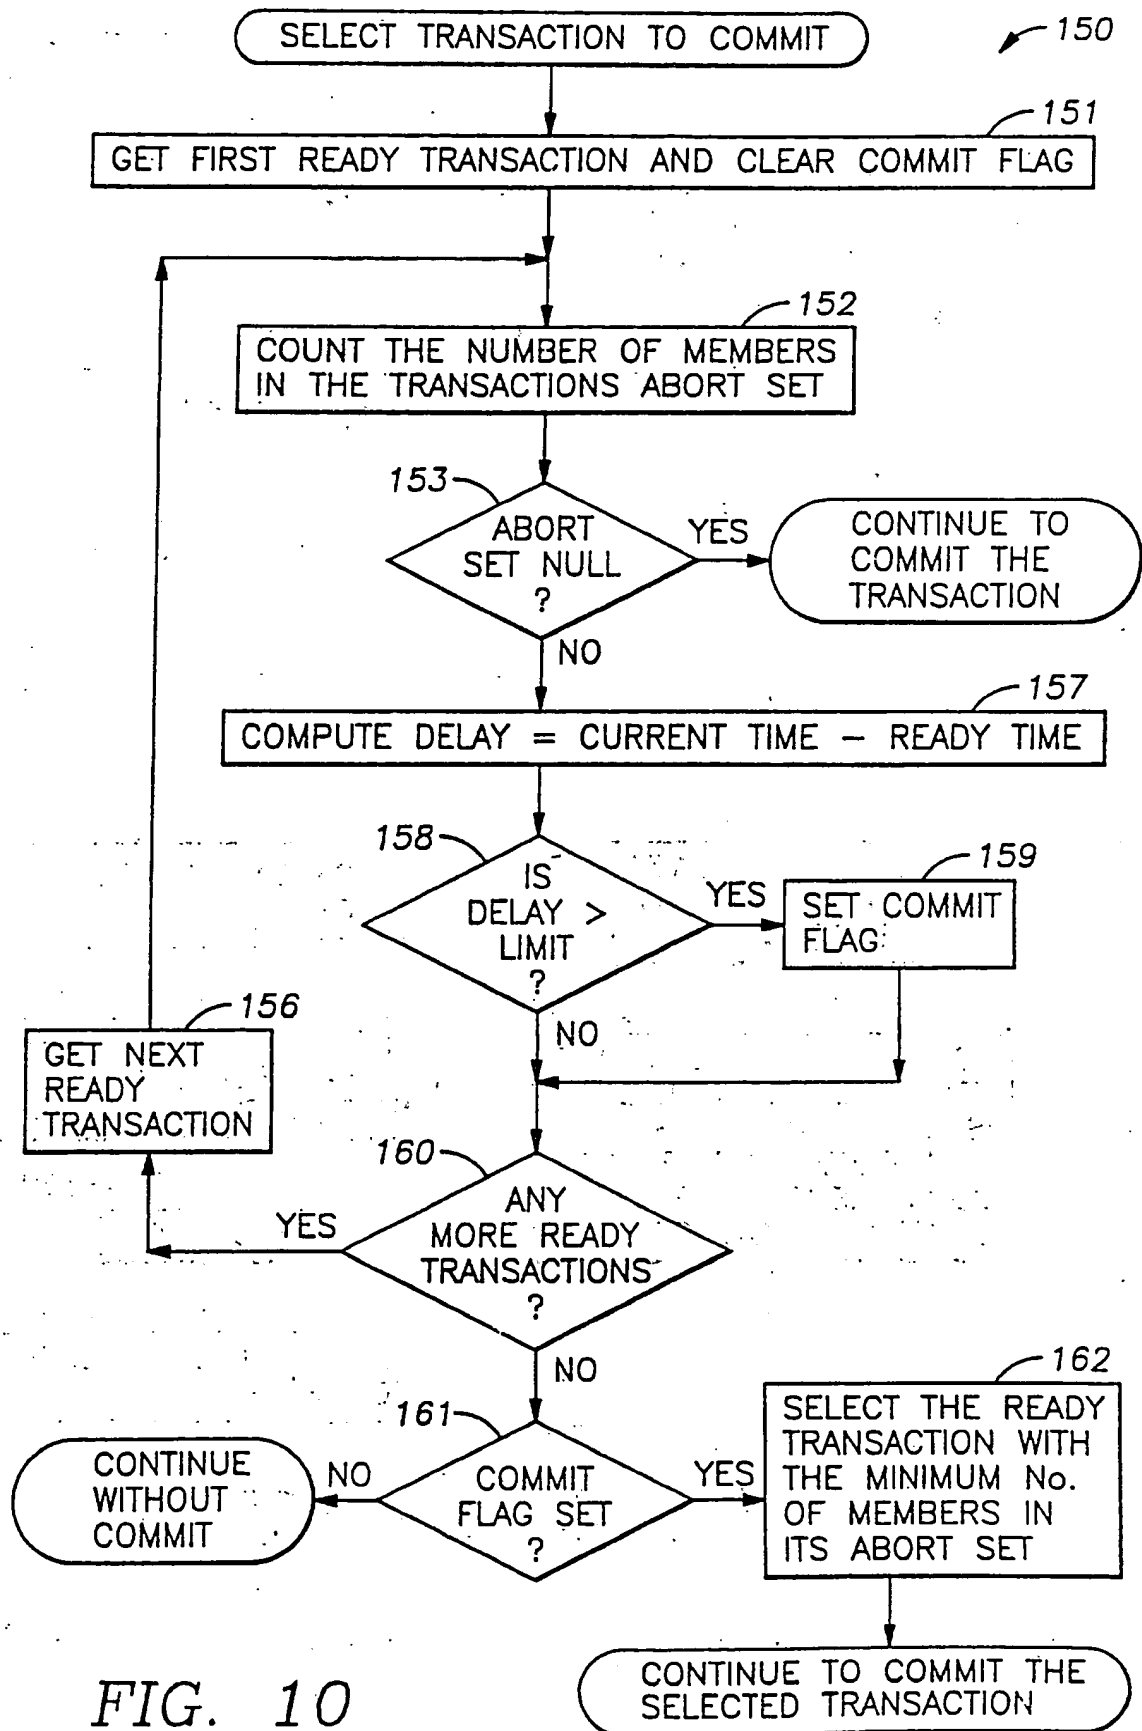 SELECT TRANSACTION TO COMMIT
150
151
GET FIRST READY TRANSACTION AND CLEAR COMMIT FLAG
152
COUNT THE NUMBER OF MEMBERS
IN THE TRANSACTIONS ABORT SET
153
ABORT
SET NULL
?
YES
CONTINUE TO
COMMIT THE
TRANSACTION
NO
157
COMPUTE DELAY = CURRENT TIME – READY TIME
158
IS
DELAY >
LIMIT
?
YES
159
SET COMMIT
FLAG
NO
156
GET NEXT
READY
TRANSACTION
160
ANY
MORE READY
TRANSACTIONS
?
YES
NO
161
COMMIT
FLAG SET
?
NO
CONTINUE
WITHOUT
COMMIT
YES
162
SELECT THE READY
TRANSACTION WITH
THE MINIMUM No.
OF MEMBERS IN
ITS ABORT SET
CONTINUE TO COMMIT THE
SELECTED TRANSACTION
FIG. 10